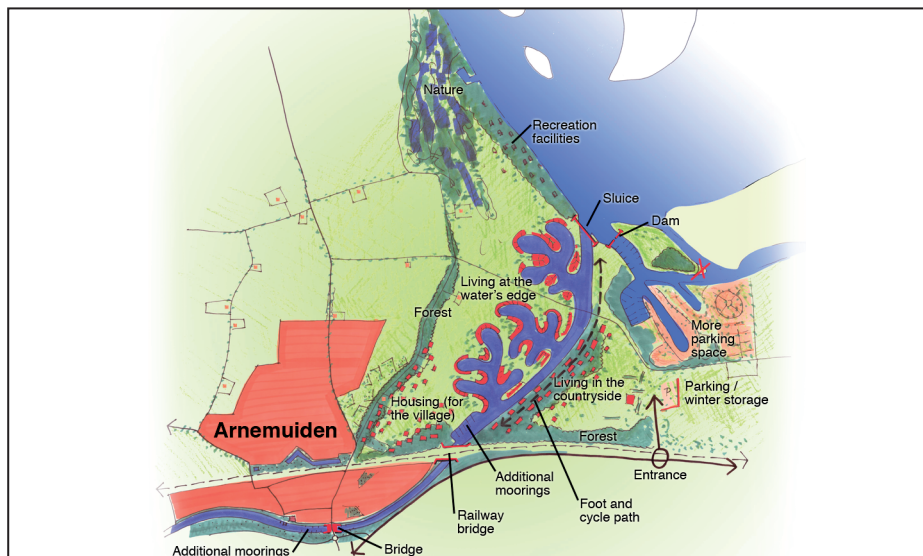 Nature
Recreation
facilities
Sluice
Dam
Living at the
water's edge
Forest
More
parking
space
Living in the
countryside
Parking /
winter storage
P
Housing (for
the village)
Arnemuiden
Forest
Entrance
Additional
moorings
Foot and
cycle path
Railway
bridge
Additional moorings
Bridge